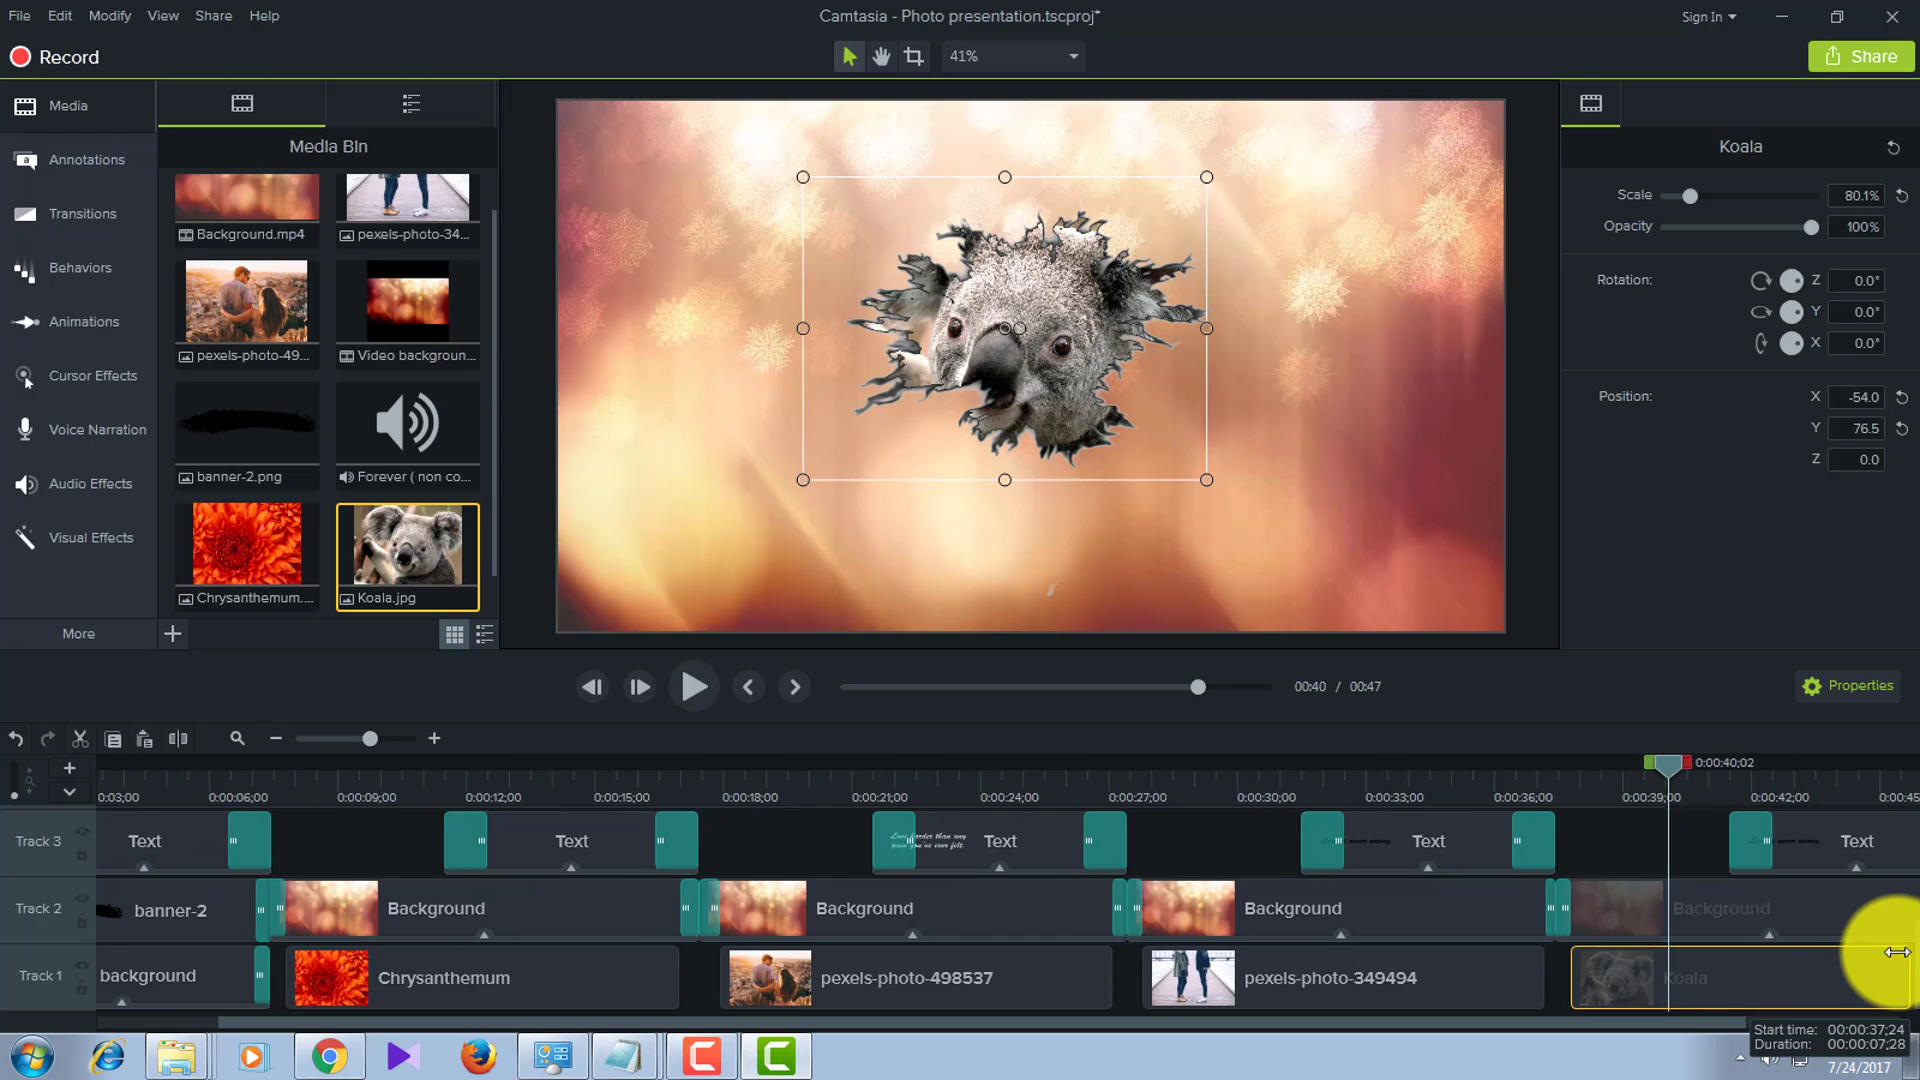 File Edit Modify View Share Help
Camtasia - Photo presentation.tscproj*
Sign In
Record
41%
Share
Media
Annotations
Transitions
Behaviors
Animations
Cursor Effects
Voice Narration
Audio Effects
Visual Effects
More
Media Bin
Background.mp4
pexels-photo-34...
pexels-photo-49...
Video backgroun...
banner-2.png
Forever ( non co...
Chrysanthemum....
Koala.jpg
Koala
Scale 80.1%
Opacity 100%
Rotation: Z 0.0°
Y 0.0°
X 0.0°
Position: X -54.0
Y 76.5
Z 0.0
00:40 / 00:47
Properties
0:00:40;02
0:03;00 0:00:06;00 0:00:09;00 0:00:12;00 0:00:15;00 0:00:18;00 0:00:21;00 0:00:24;00 0:00:27;00 0:00:30;00 0:00:33;00 0:00:36;00 0:00:39;00 0:00:42;00 0:00:45
Track 3 Text Text Love harder than any pain you've ever felt. Text Text Text
Track 2 banner-2 Background Background Background Background
Track 1 background Chrysanthemum pexels-photo-498537 pexels-photo-349494 Koala
Start time: 00:00:37;24
Duration: 00:00:07;28
7/24/2017